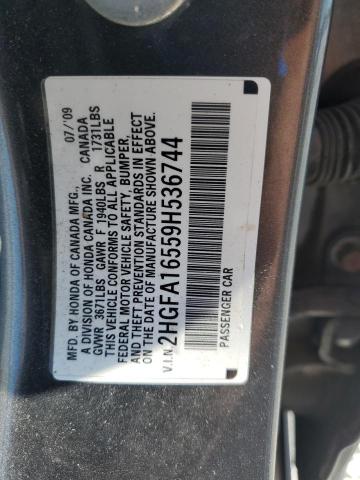 MFD. BY HONDA OF CANADA MFG.,
A DIVISION OF HONDA CANADA INC. CANADA 07/'09
GVWR 3671LBS GAWR F 1940LBS R 1731LBS
THIS VEHICLE CONFORMS TO ALL APPLICABLE
FEDERAL MOTOR VEHICLE SAFETY, BUMPER,
AND THEFT PREVENTION STANDARDS IN EFFECT
ON THE DATE OF MANUFACTURE SHOWN ABOVE.
V.I.N. 2HGFA16559H536744
PASSENGER CAR